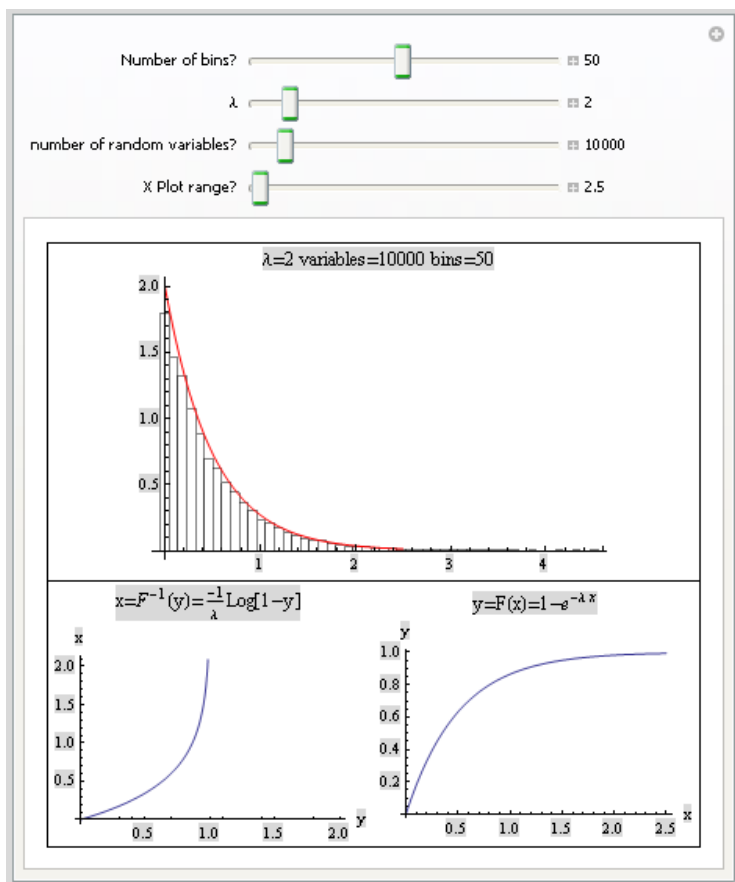 Number of bins? 50
λ 2
number of random variables? 10000
X Plot range? 2.5
λ=2 variables=10000 bins=50
2.0
1.5
1.0
0.5
1 2 3 4
x=F⁻¹(y)=-1/λ Log[1-y]
x
2.0
1.5
1.0
0.5
0.5 1.0 1.5 2.0 y
y=F(x)=1-e^(-λ x)
y
1.0
0.8
0.6
0.4
0.2
0.5 1.0 1.5 2.0 2.5 x